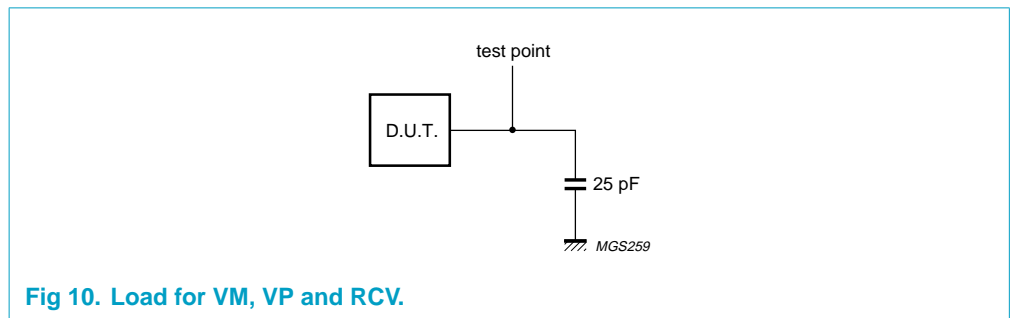 test point
D.U.T.
25 pF
MGS259
Fig 10. Load for VM, VP and RCV.